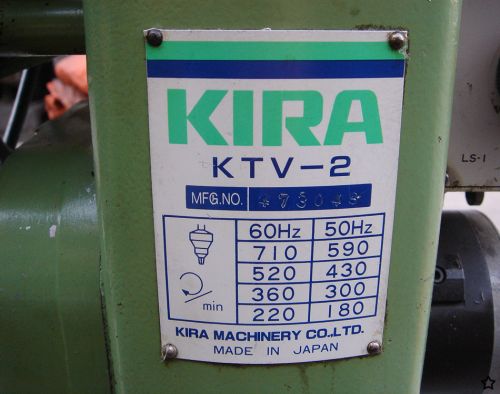 KIRA
KTV-2
MFG.NO. 473048
60Hz 50Hz
710 590
520 430
360 300
220 180
min
KIRA MACHINERY CO.,LTD.
MADE IN JAPAN
LS-1